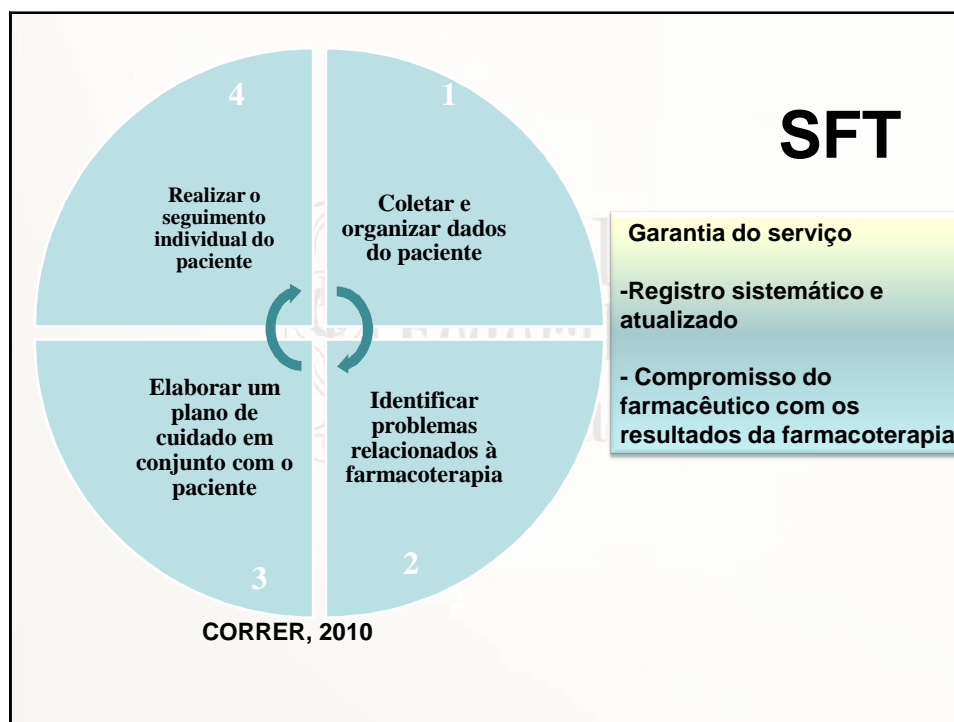 SFT
4
Realizar o
seguimento
individual do
paciente
1
Coletar e
organizar dados
do paciente
Garantia do serviço
-Registro sistemático e
atualizado
- Compromisso do
farmacêutico com os
resultados da farmacoterapia
Elaborar um
plano de
cuidado em
conjunto com o
paciente
3
Identificar
problemas
relacionados à
farmacoterapia
2
2
CORRER, 2010